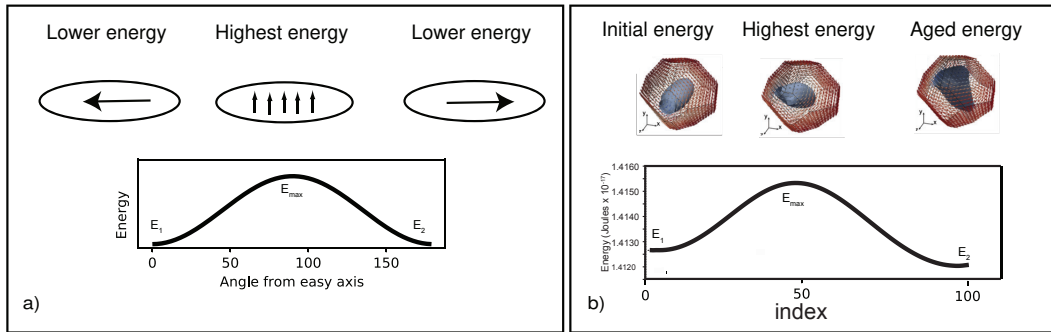 Lower energy Highest energy Lower energy
Energy
E1 Emax E2
0 50 100 150
Angle from easy axis
a)
Initial energy Highest energy Aged energy
y x z
y x z
y x z
Energy (Joules x 10-17)
1.4160
1.4150
1.4140
1.4130
1.4120
E1 Emax E2
0 50 100
index
b)